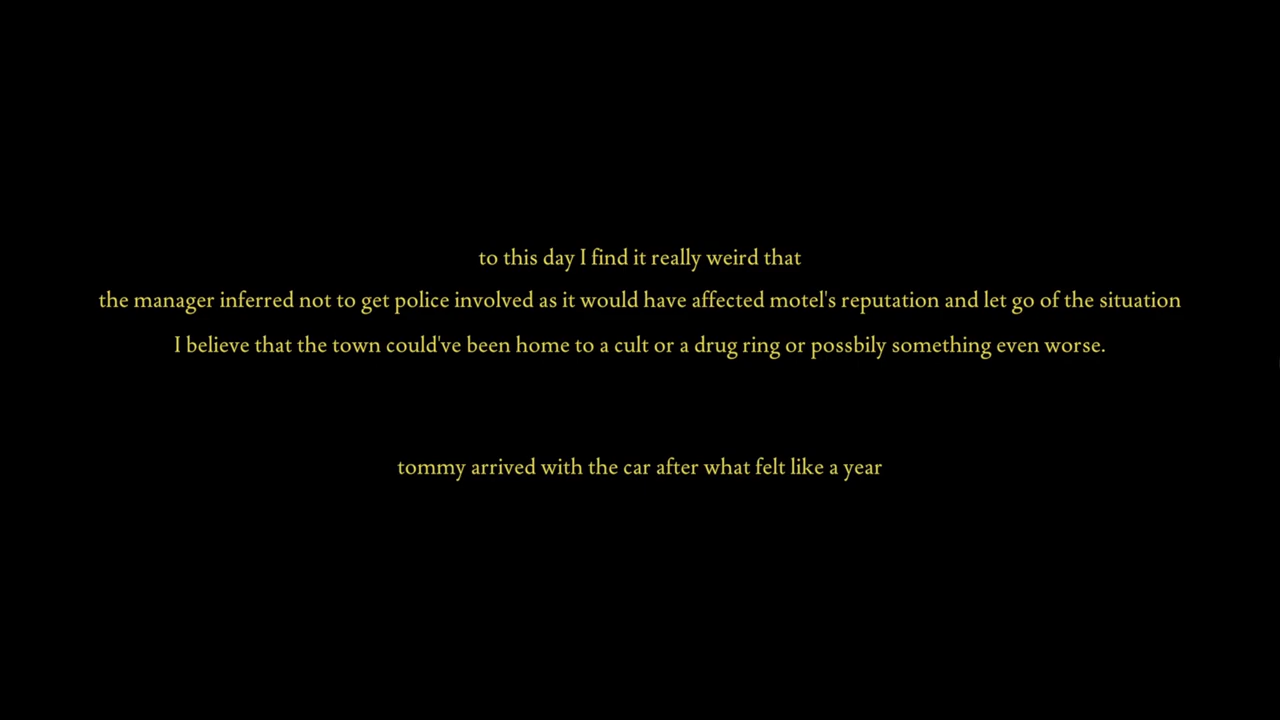 to this day I find it really weird that
the manager inferred not to get police involved as it would have affected motel's reputation and let go of the situation
I believe that the town could've been home to a cult or a drug ring or possbily something even worse.
tommy arrived with the car after what felt like a year